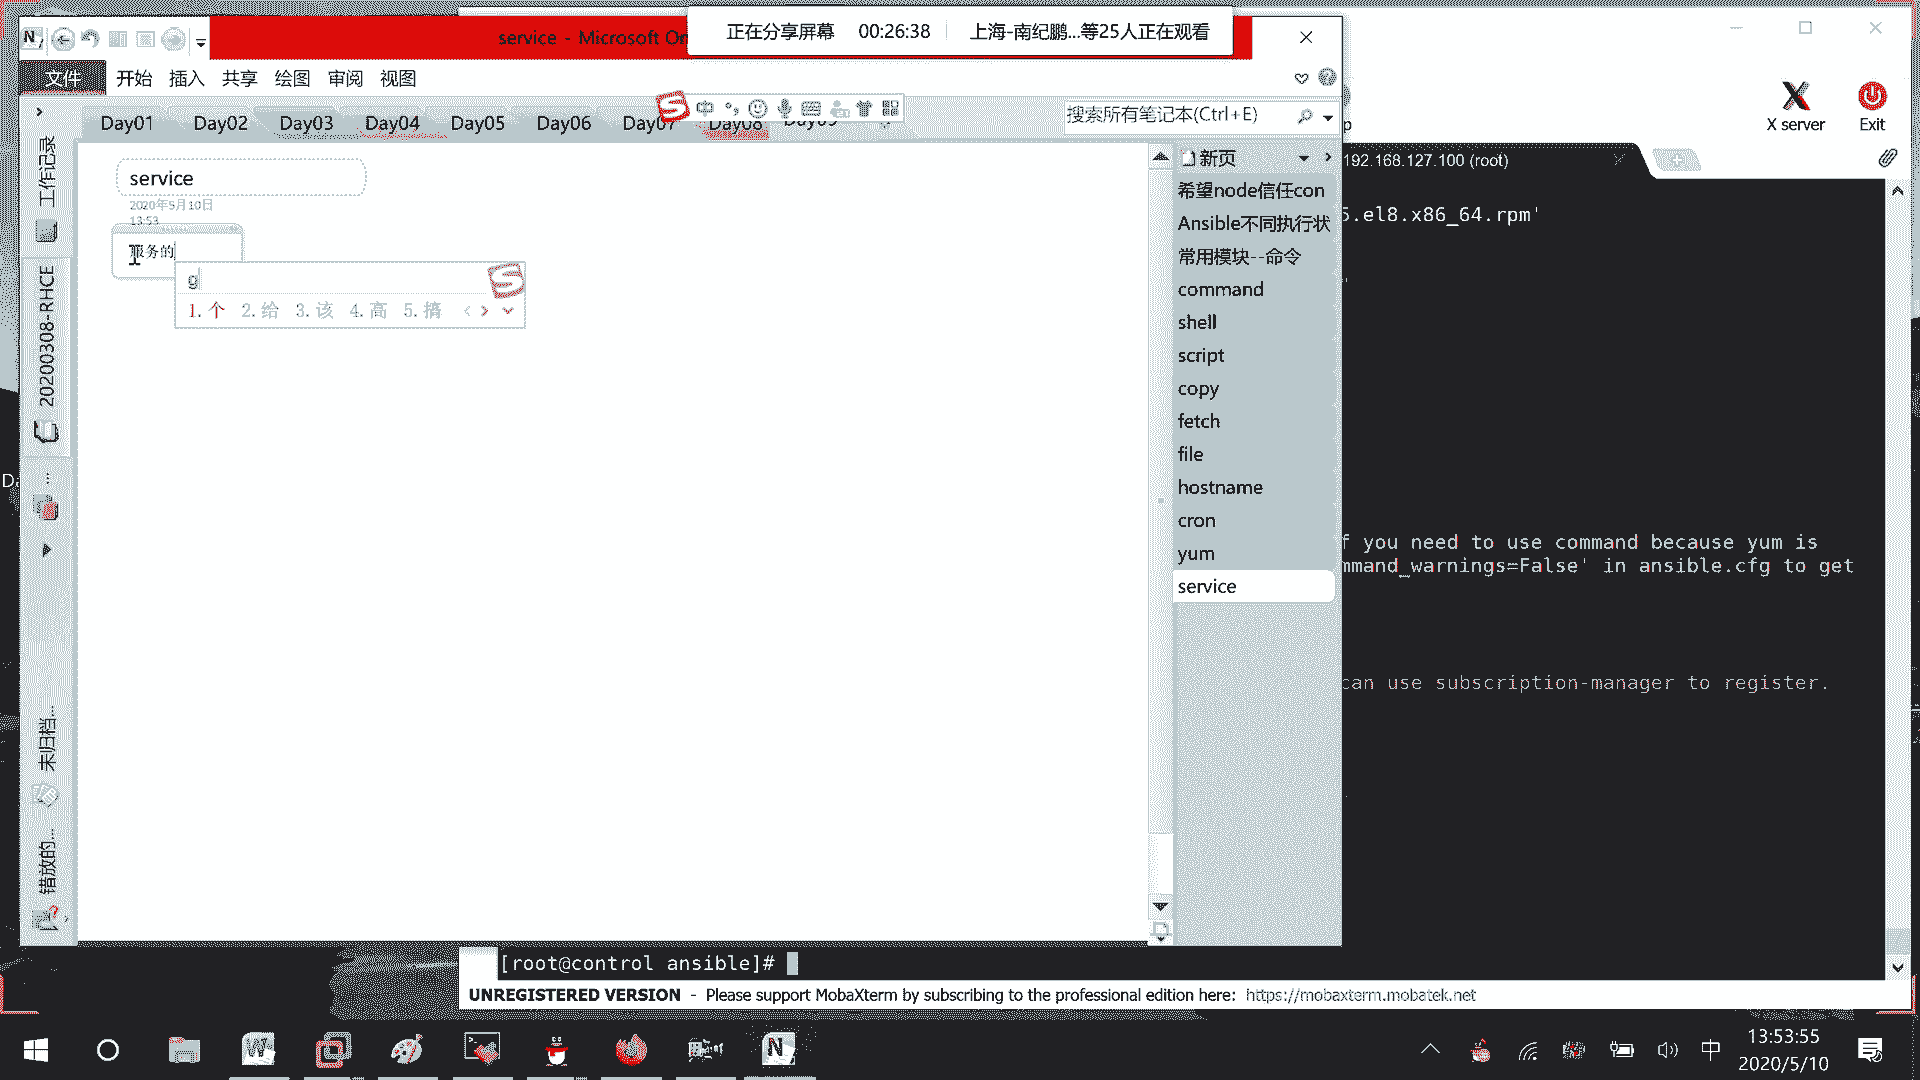 正在分享屏幕 00:26:38 上海-南纪鹏...等25人正在观看
service - Microsoft On
文件 开始 插入 共享 绘图 审阅 视图
X server
Exit
Day01 Day02 Day03 Day04 Day05 Day06 Day07 Day08 Day09
搜索所有笔记本(Ctrl+E)
工作记录
20200308-RHCE
未归档...
错放的...
service
2020年5月10日
13:53
服务的
g
1.个 2.给 3.该 4.高 5.搞
新页
希望node信任con
Ansible不同执行状
常用模块--命令
command
shell
script
copy
fetch
file
hostname
cron
yum
service
192.168.127.100 (root)
5.el8.x86_64.rpm'
f you need to use command because yum is
mmand_warnings=False' in ansible.cfg to get
can use subscription-manager to register.
[root@control ansible]#
UNREGISTERED VERSION - Please support MobaXterm by subscribing to the professional edition here: https://mobaxterm.mobatek.net
中
13:53:55
2020/5/10